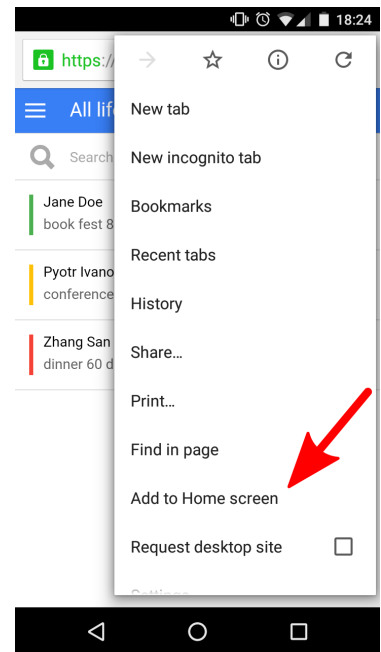 18:24
https://
New tab
All lif
New incognito tab
Search
Bookmarks
Jane Doe
book fest 8
Recent tabs
Pyotr Ivano
conference
History
Zhang San
dinner 60 d
Share...
Print...
Find in page
Add to Home screen
Request desktop site
Settings